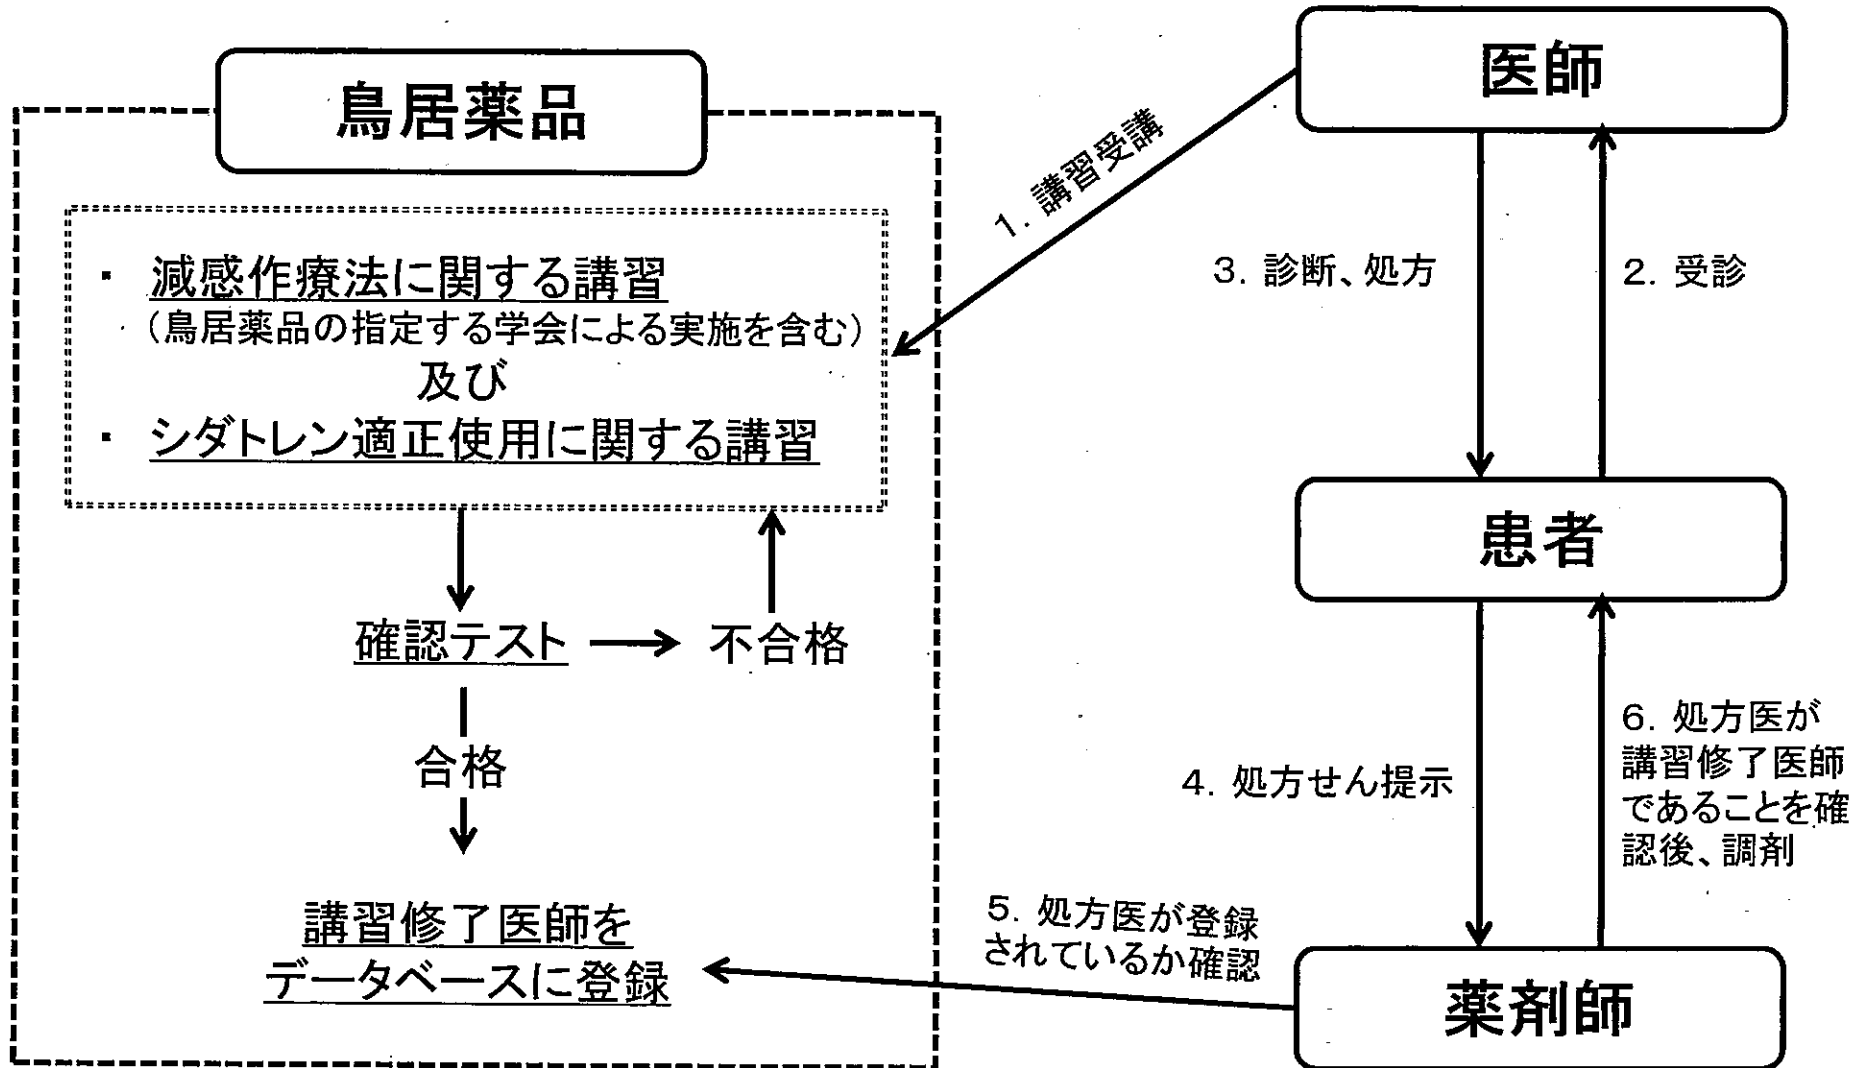 鳥居薬品
・ 減感作療法に関する講習
（鳥居薬品の指定する学会による実施を含む）
及び
・ シダトレン適正使用に関する講習
確認テスト
不合格
合格
講習修了医師を
データベースに登録
医師
1. 講習受講
3. 診断、処方
2. 受診
患者
4. 処方せん提示
6. 処方医が
講習修了医師
であることを確
認後、調剤
5. 処方医が登録
されているか確認
薬剤師